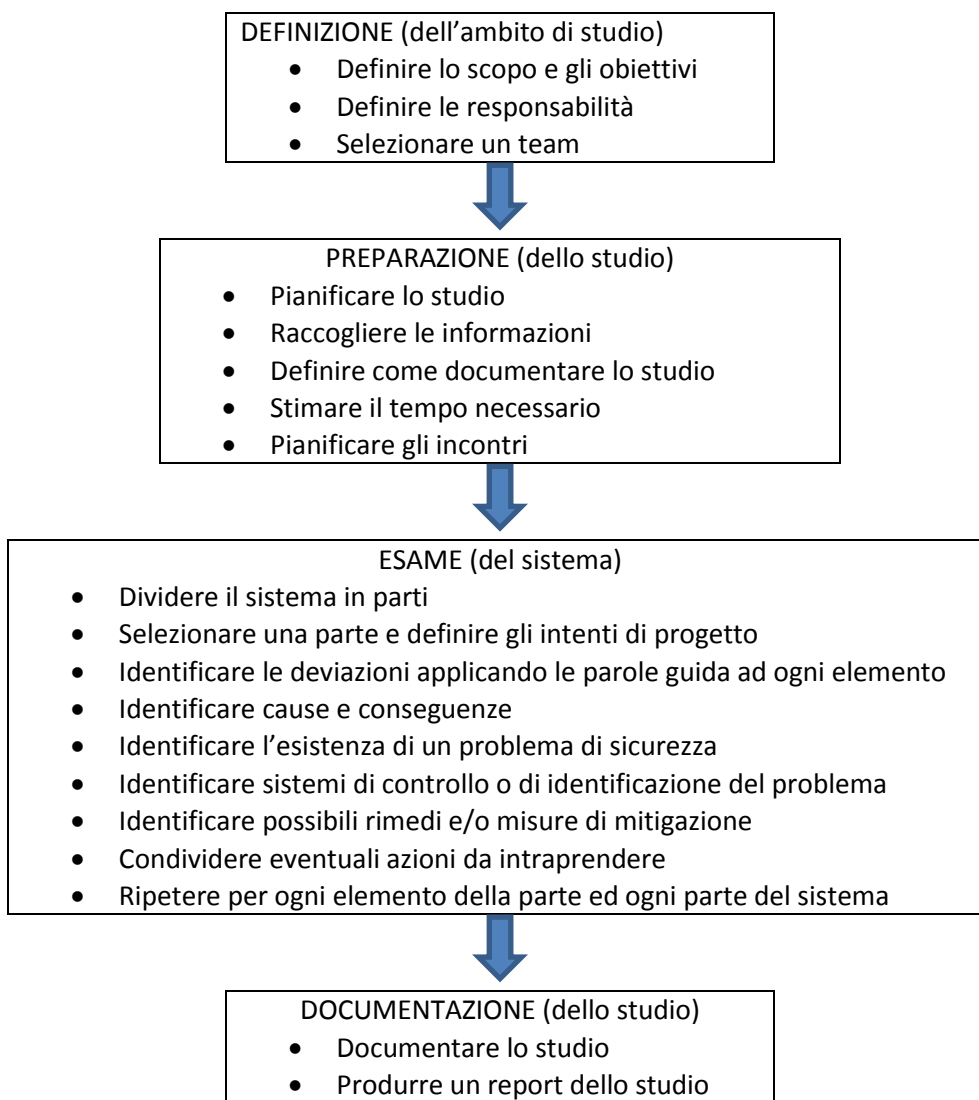 DEFINIZIONE (dell’ambito di studio)
• Definire lo scopo e gli obiettivi
• Definire le responsabilità
• Selezionare un team
PREPARAZIONE (dello studio)
• Pianificare lo studio
• Raccogliere le informazioni
• Definire come documentare lo studio
• Stimare il tempo necessario
• Pianificare gli incontri
ESAME (del sistema)
• Dividere il sistema in parti
• Selezionare una parte e definire gli intenti di progetto
• Identificare le deviazioni applicando le parole guida ad ogni elemento
• Identificare cause e conseguenze
• Identificare l’esistenza di un problema di sicurezza
• Identificare sistemi di controllo o di identificazione del problema
• Identificare possibili rimedi e/o misure di mitigazione
• Condividere eventuali azioni da intraprendere
• Ripetere per ogni elemento della parte ed ogni parte del sistema
DOCUMENTAZIONE (dello studio)
• Documentare lo studio
• Produrre un report dello studio